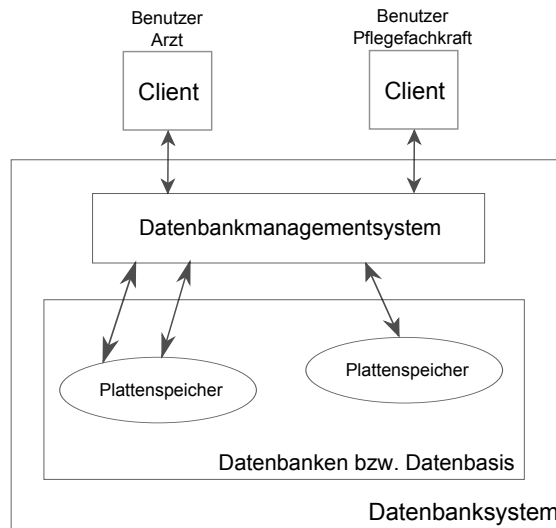 Benutzer
Arzt
Benutzer
Pflegefachkraft
Client
Client
Datenbankmanagementsystem
Plattenspeicher
Plattenspeicher
Datenbanken bzw. Datenbasis
Datenbanksystem